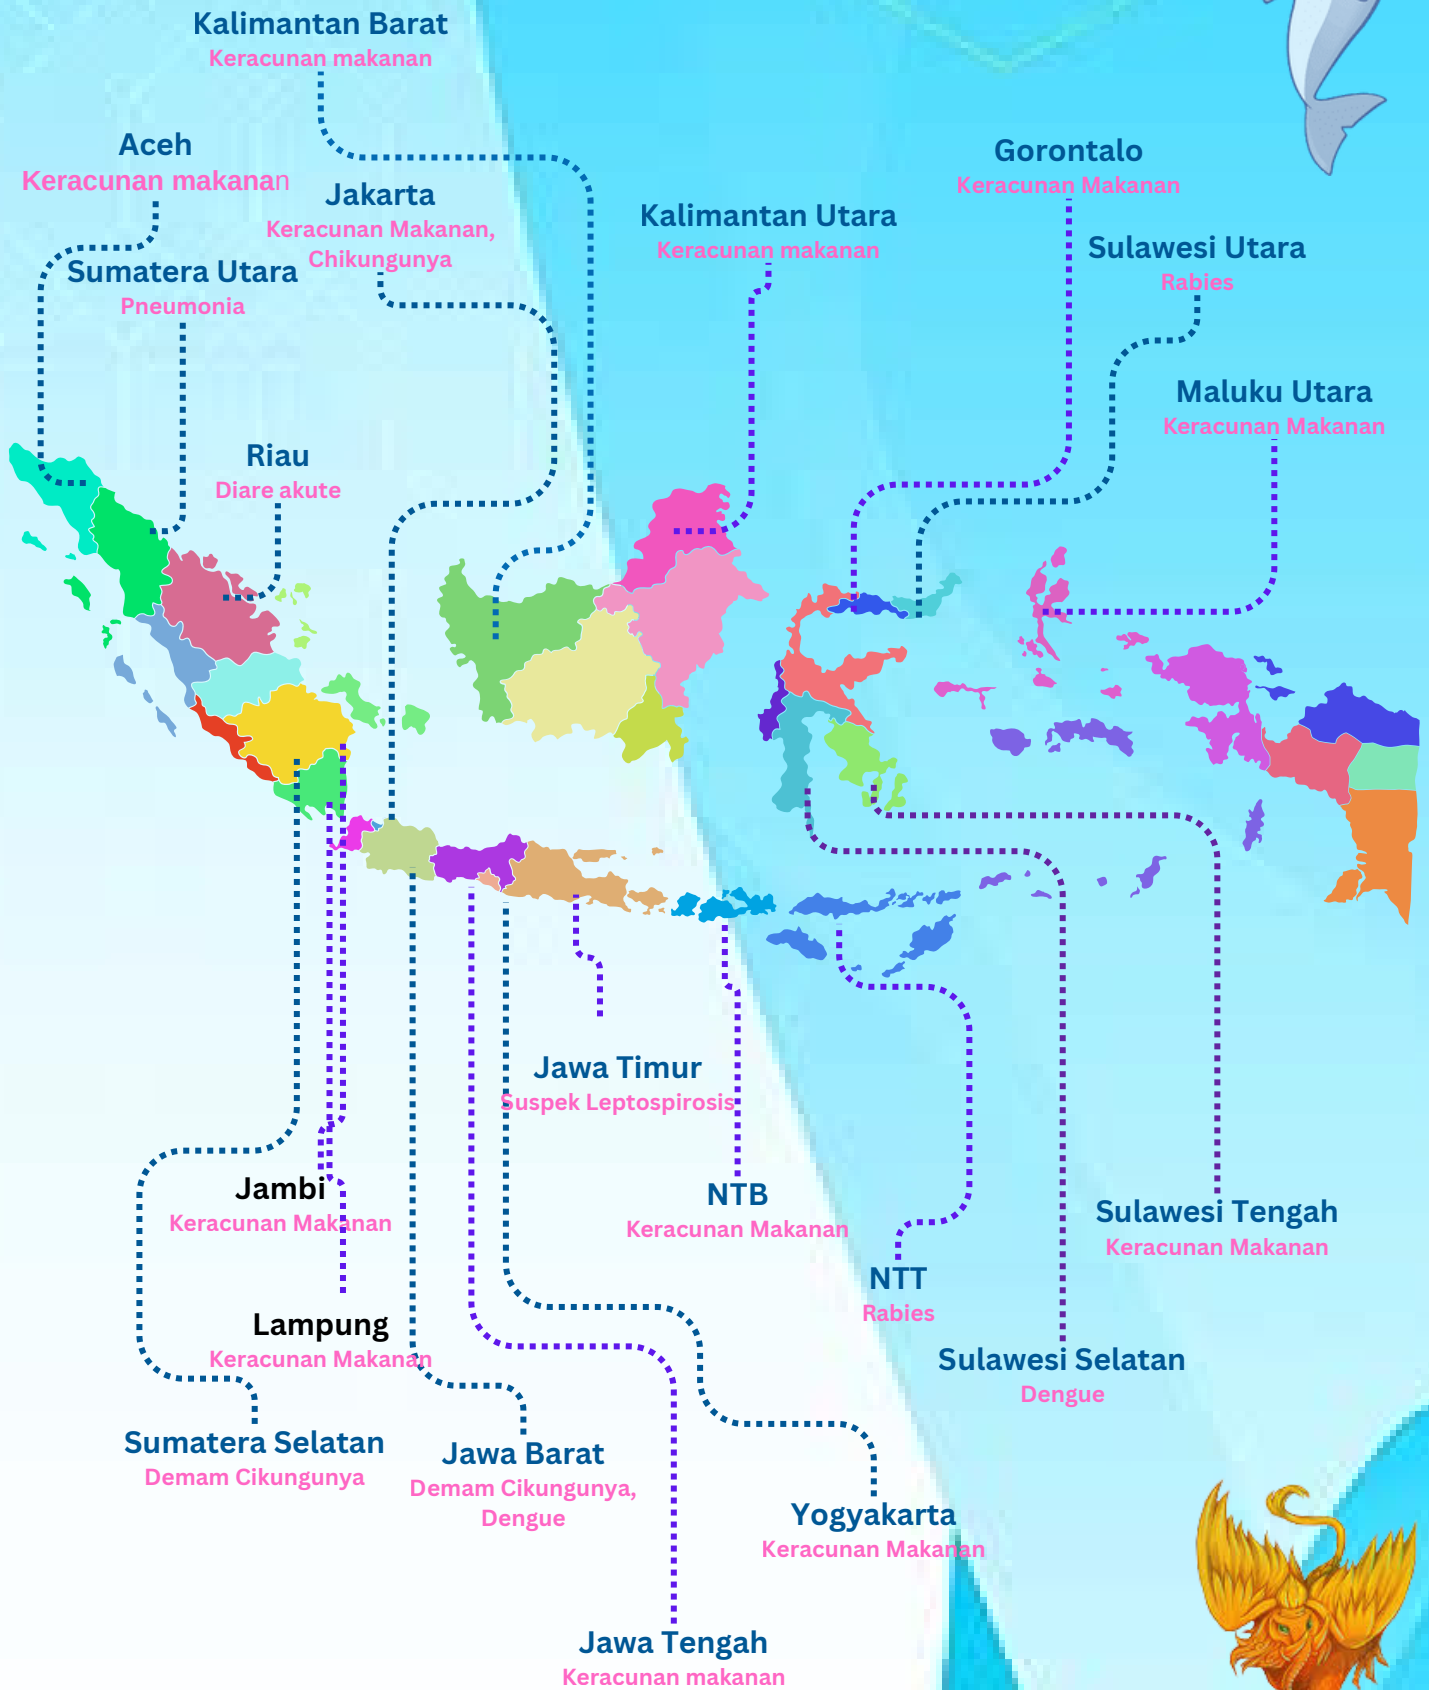 Kalimantan Barat
Keracunan makanan
Aceh
Keracunan makanan
Jakarta
Keracunan Makanan,
Chikungunya
Sumatera Utara
Pneumonia
Riau
Diare akute
Kalimantan Utara
Keracunan makanan
Gorontalo
Keracunan Makanan
Sulawesi Utara
Rabies
Maluku Utara
Keracunan Makanan
Jawa Timur
Suspek Leptospirosis
Jambi
Keracunan Makanan
NTB
Keracunan Makanan
Sulawesi Tengah
Keracunan Makanan
NTT
Rabies
Lampung
Keracunan Makanan
Sulawesi Selatan
Dengue
Sumatera Selatan
Demam Cikungunya
Jawa Barat
Demam Cikungunya,
Dengue
Yogyakarta
Keracunan Makanan
Jawa Tengah
Keracunan makanan